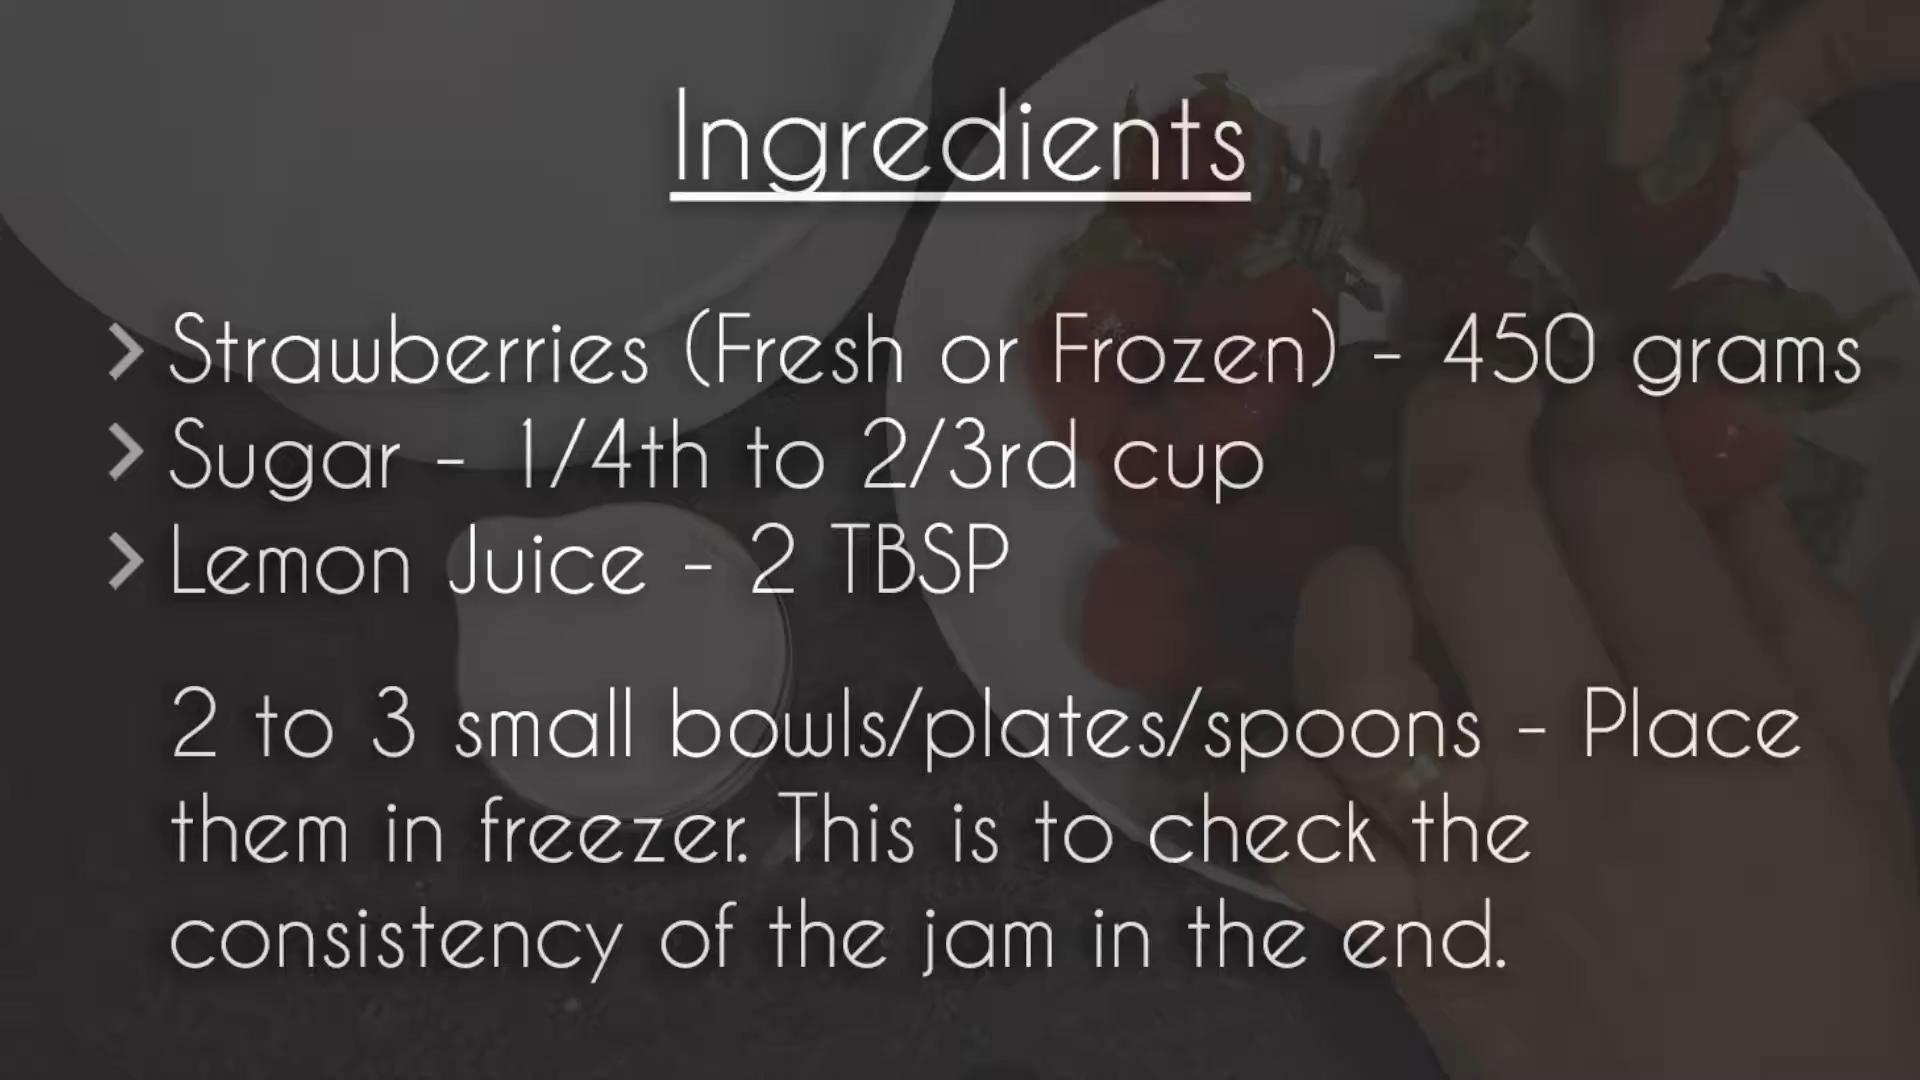 Ingredients
Strawberries (Fresh or Frozen) - 450 grams
Sugar - 1/4th to 2/3rd cup
Lemon Juice - 2 TBSP
2 to 3 small bowls/plates/spoons - Place
them in freezer. This is to check the
consistency of the jam in the end.